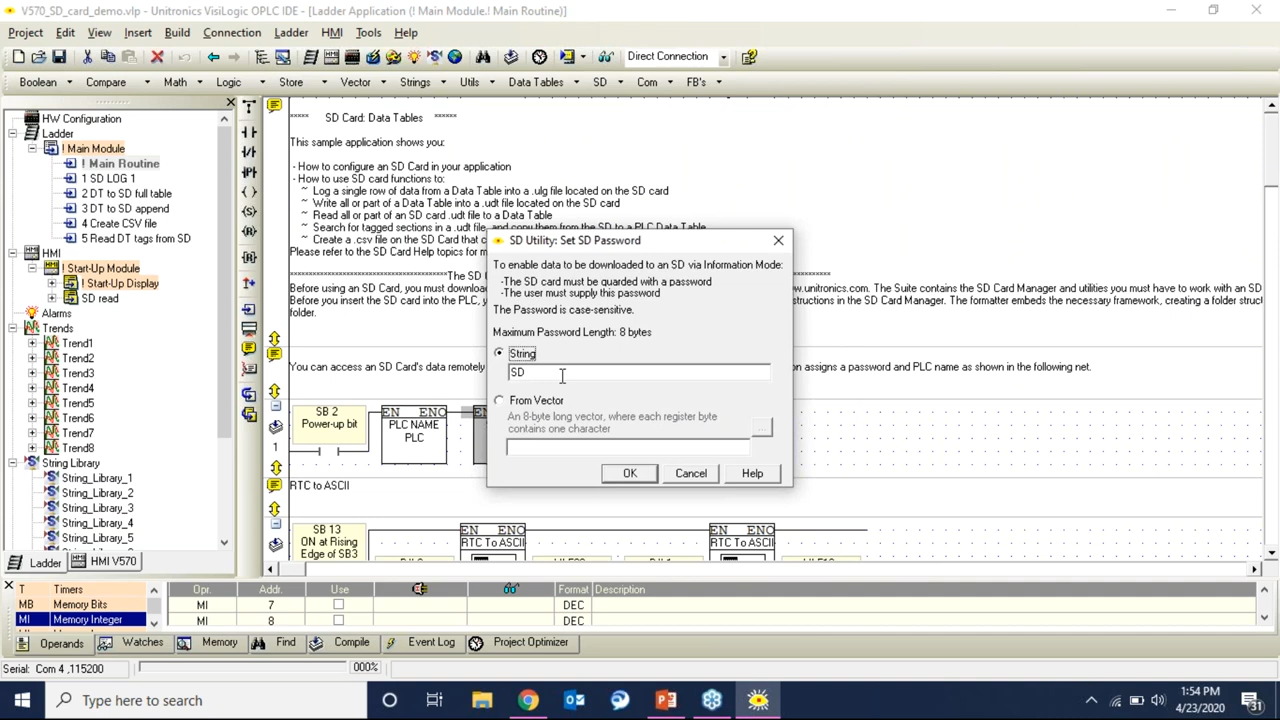 V570_SD_card_demo.vlp - Unitronics VisiLogic OPLC IDE - [Ladder Application (! Main Module.! Main Routine)]
Project Edit View Insert Build Connection Ladder HMI Tools Help
Direct Connection
Boolean Compare Math Logic Store Vector Strings Utils Data Tables SD Com FB's
HW Configuration
Ladder
! Main Module
! Main Routine
1 SD LOG 1
2 DT to SD full table
3 DT to SD append
4 Create CSV file
5 Read DT tags from SD
HMI
! Start-Up Module
! Start-Up Display
SD read
Alarms
Trends
Trend1
Trend2
Trend3
Trend4
Trend5
Trend6
Trend7
Trend8
String Library
String_Library_1
String_Library_2
String_Library_3
String_Library_4
String_Library_5
Ladder HMI V570
***** SD Card: Data Tables ******
This sample application shows you:
- How to configure an SD Card in your application
- How to use SD card functions to:
~ Log a single row of data from a Data Table into a .ulg file located on the SD card
~ Write all or part of a Data Table into a .udt file located on the SD card
~ Read all or part of an SD card .udt file to a Data Table
~ Search for tagged sections in a .udt file, and copy them from the SD to a PLC Data Table
~ Create a .csv file on the SD Card that c
Please refer to the SD Card Help topics for m
Before using an SD Card, you must download
w.unitronics.com. The Suite contains the SD Card Manager and utilities you must have to work with an SD
Before you insert the SD card into the PLC, y
structions in the SD Card Manager. The formatter embeds the necessary framework, creating a folder struct
folder.
You can access an SD Card's data remotely
on assigns a password and PLC name as shown in the following net.
SB 2
Power-up bit
EN ENO
PLC NAME
PLC
1
RTC to ASCII
SB 13
ON at Rising
Edge of SB3
EN ENO
RTC To ASCII
EN ENO
RTC To ASCII
SD Utility: Set SD Password
To enable data to be downloaded to an SD via Information Mode:
-The SD card must be quarded with a password
-The user must supply this password
The Password is case-sensitive.
Maximum Password Length: 8 bytes
String
SD
From Vector
An 8-byte long vector, where each register byte
contains one character
...
OK Cancel Help
T Timers
MB Memory Bits
MI Memory Integer
Opr. Addr. Use Format Description
MI 7 DEC
MI 8 DEC
Operands Watches Memory Find Compile Event Log Project Optimizer
Serial: Com 4 ,115200 000%
Type here to search
1:54 PM
4/23/2020
31